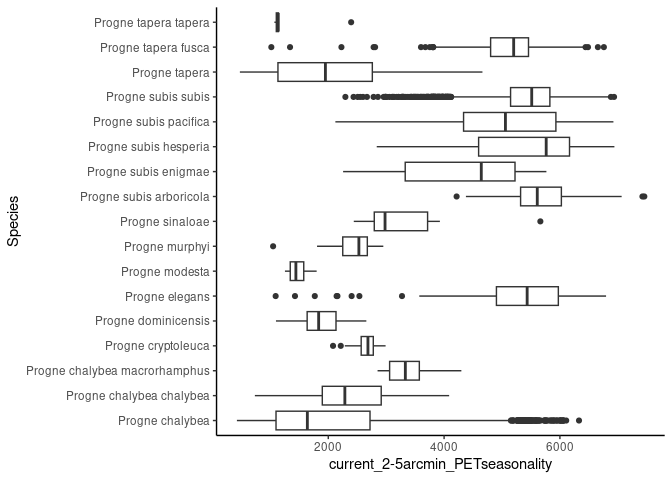 Progne tapera tapera
Progne tapera fusca
Progne tapera
Progne subis subis
Progne subis pacifica
Progne subis hesperia
Progne subis enigmae
Progne subis arboricola
Progne sinaloae
Progne murphyi
Progne modesta
Progne elegans
Progne dominicensis
Progne cryptoleuca
Progne chalybea macrorhamphus
Progne chalybea chalybea
Progne chalybea
Species
2000 4000 6000
current_2-5arcmin_PETseasonality